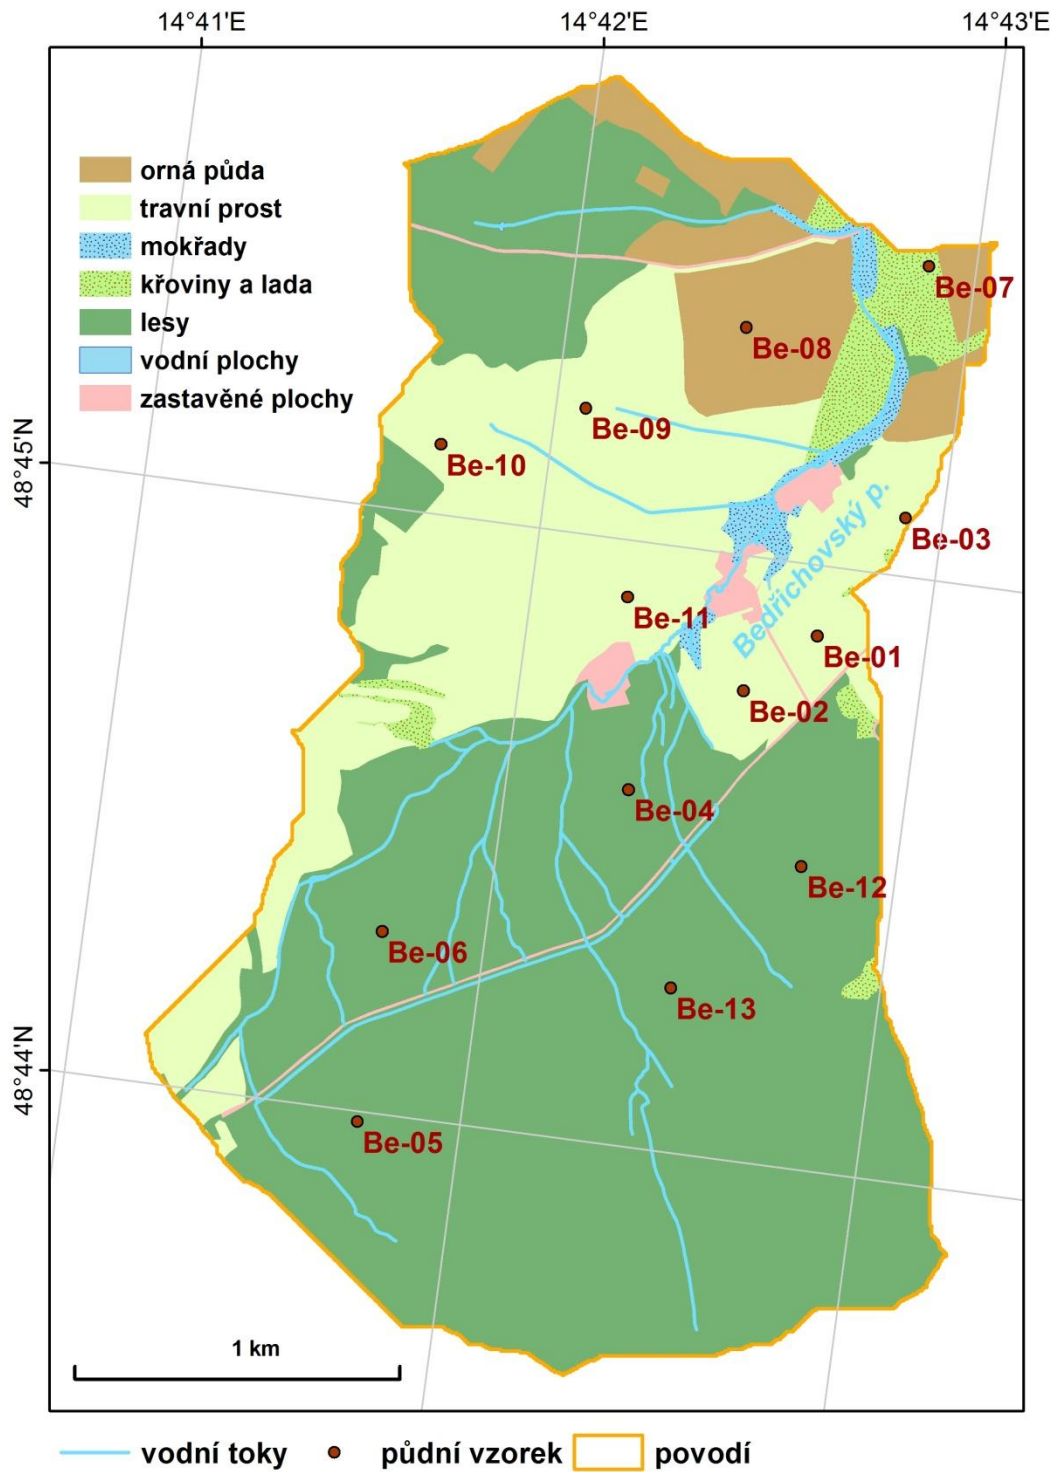 14°41'E 14°42'E 14°43'E
orná půda
travní prost
mokřady
křoviny a lada
lesy
vodní plochy
zastavěné plochy
Be-07
Be-08
Be-09
Be-10
48°45'N
Bedřichovský p.
Be-03
Be-11
Be-01
Be-02
Be-04
Be-12
Be-06
Be-13
48°44'N
Be-05
1 km
vodní toky půdní vzorek povodí